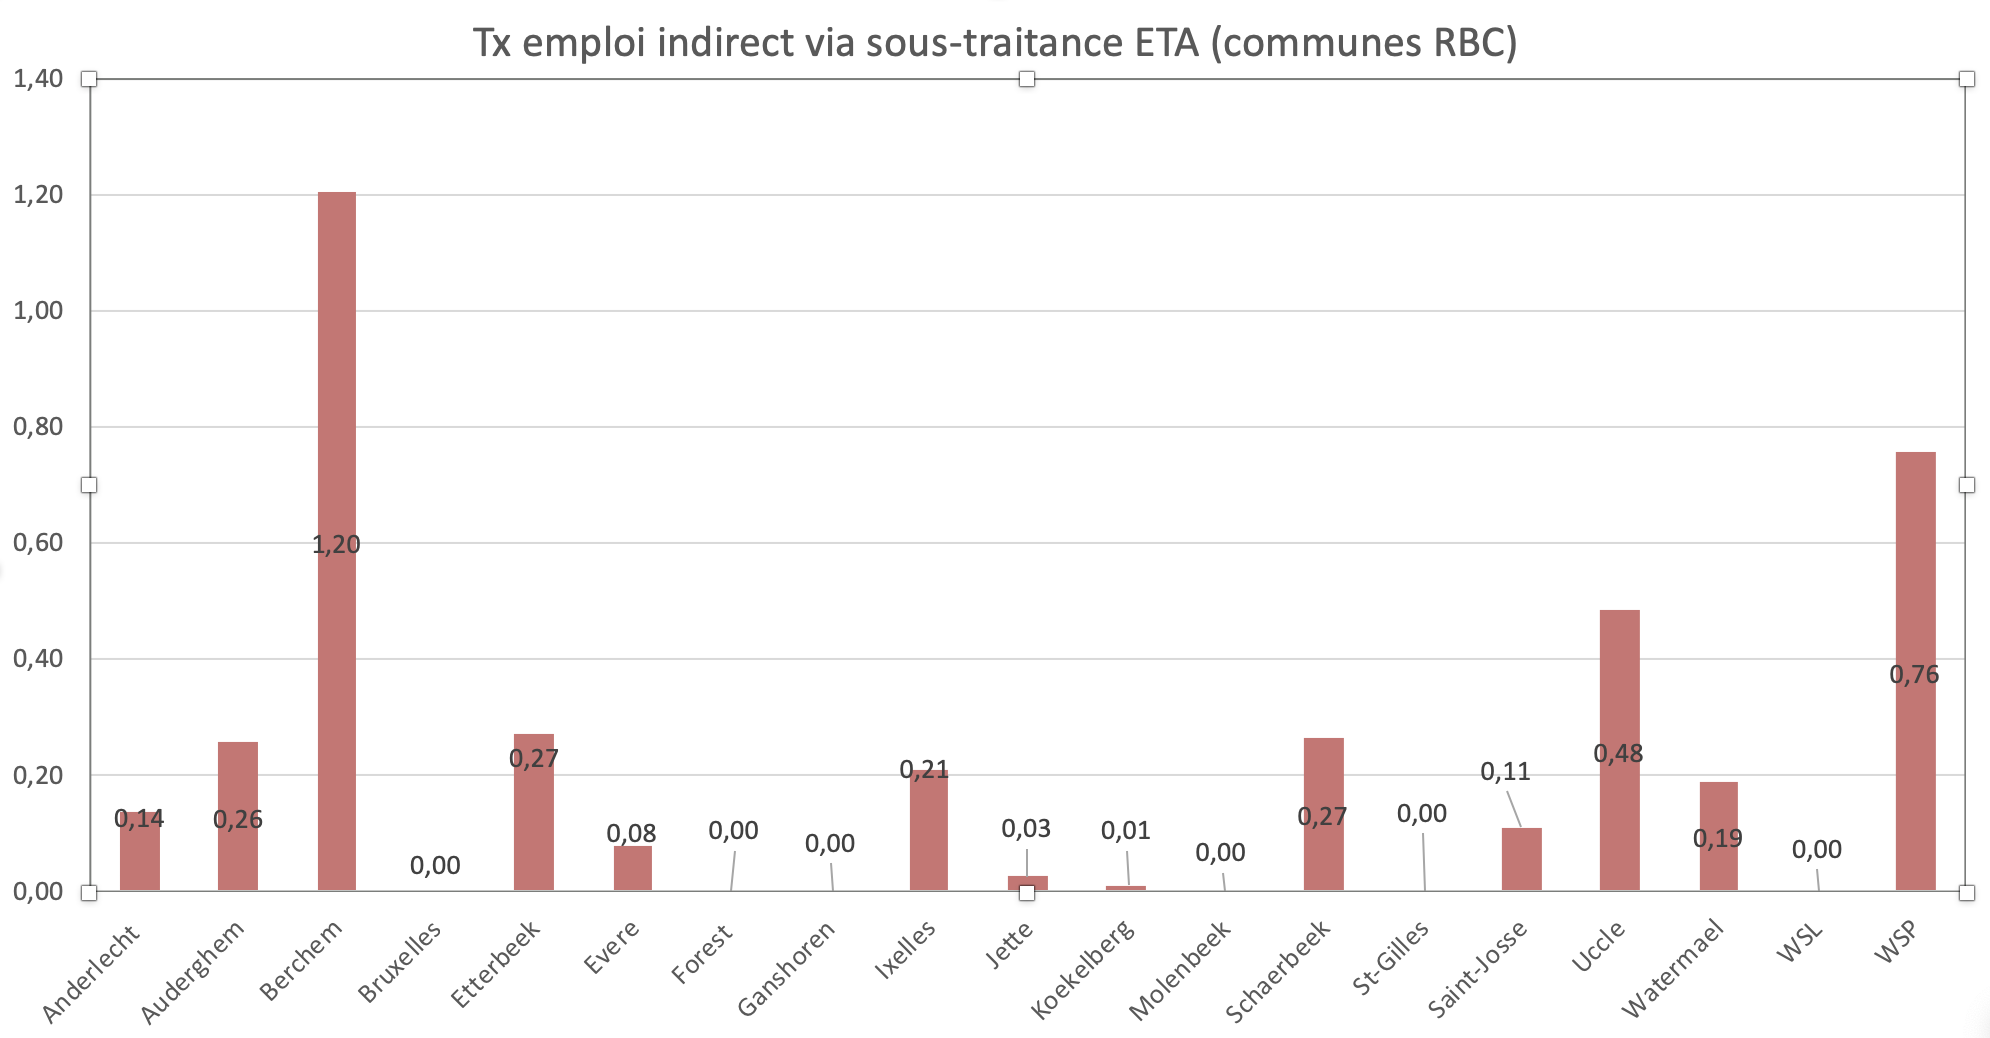 Tx emploi indirect via sous-traitance ETA (communes RBC)
1,40
1,20
1,00
0,80
0,60
0,40
0,20
0,00
0,14
0,26
1,20
0,00
0,27
0,08
0,00
0,00
0,21
0,03
0,01
0,00
0,27
0,00
0,11
0,48
0,19
0,00
0,76
Anderlecht
Auderghem
Berchem
Bruxelles
Etterbeek
Evere
Forest
Ganshoren
Ixelles
Jette
Koekelberg
Molenbeek
Schaerbeek
St-Gilles
Saint-Josse
Uccle
Watermael
WSL
WSP